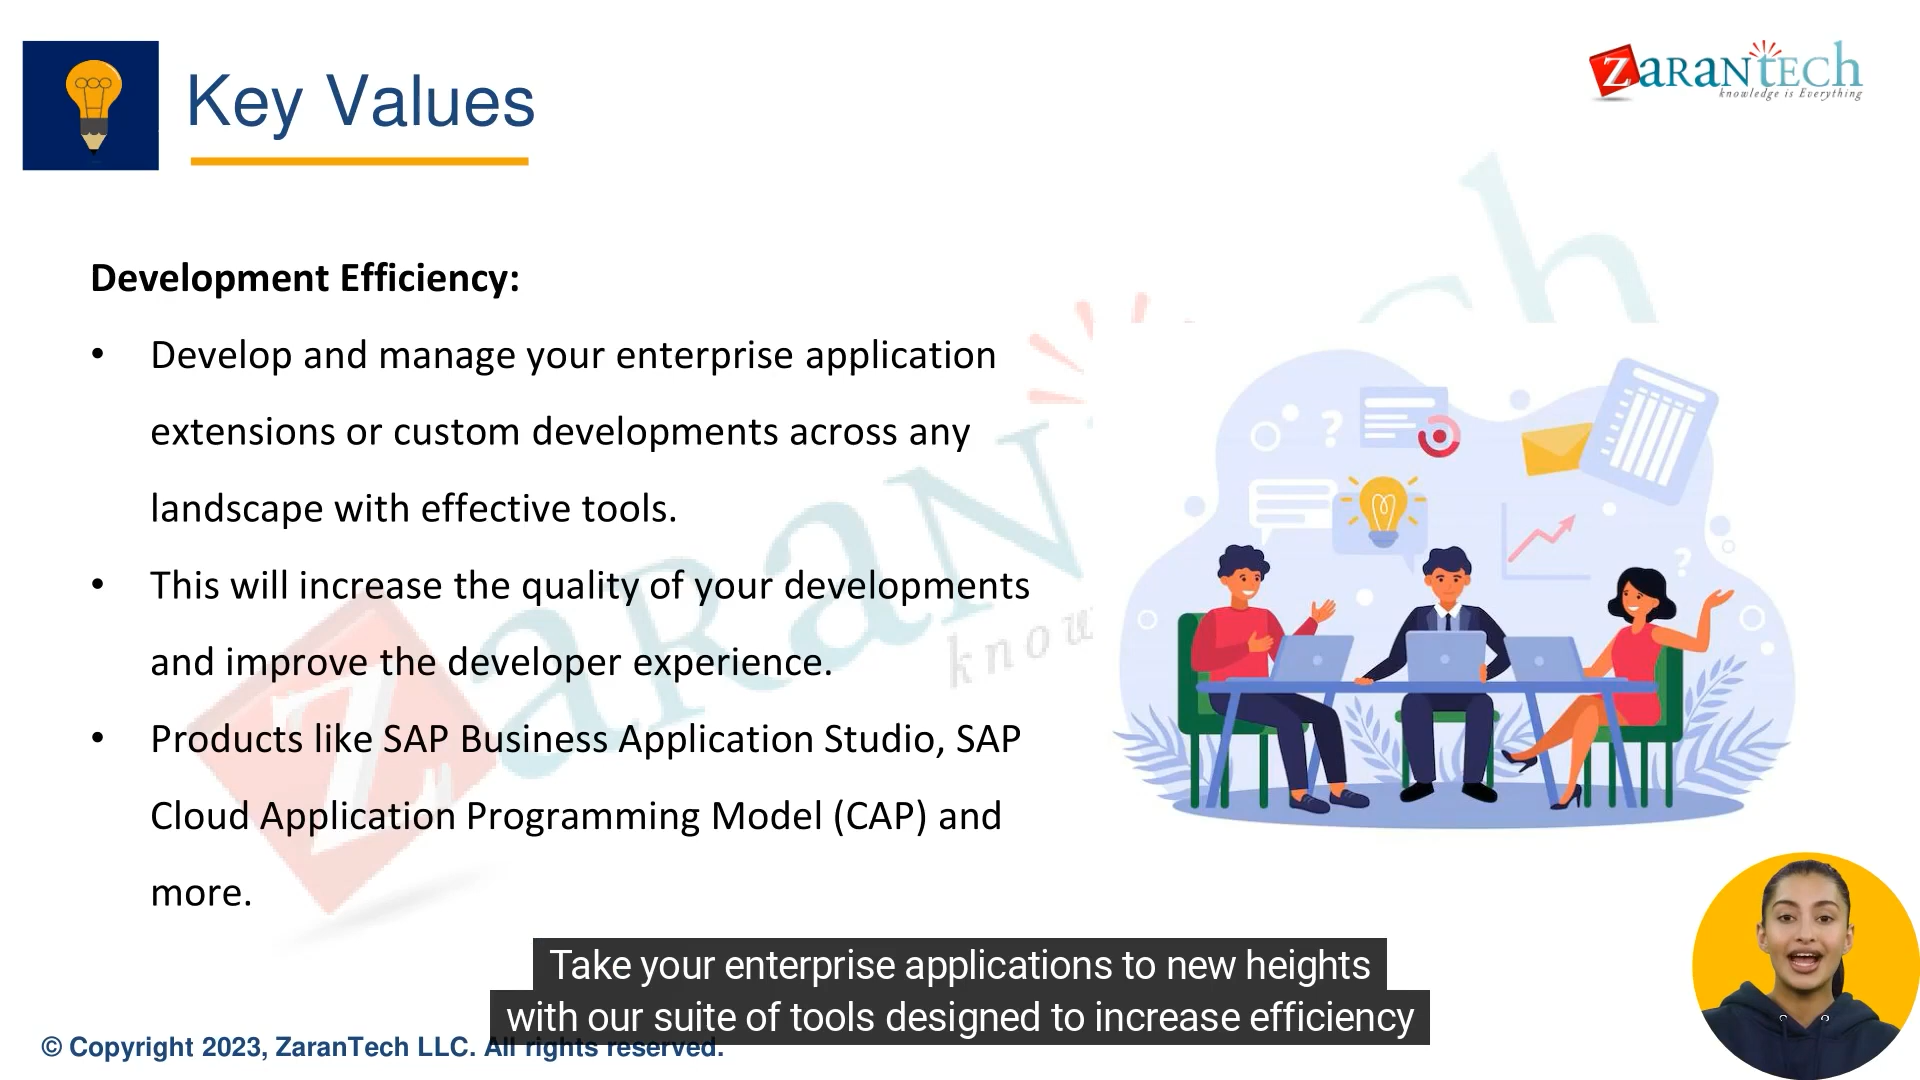 Key Values
ZaranTech
knowledge is Everything
Development Efficiency:
• Develop and manage your enterprise application
extensions or custom developments across any
landscape with effective tools.
• This will increase the quality of your developments
and improve the developer experience.
• Products like SAP Business Application Studio, SAP
Cloud Application Programming Model (CAP) and
more.
Take your enterprise applications to new heights
with our suite of tools designed to increase efficiency
© Copyright 2023, ZaranTech LLC. All rights reserved.